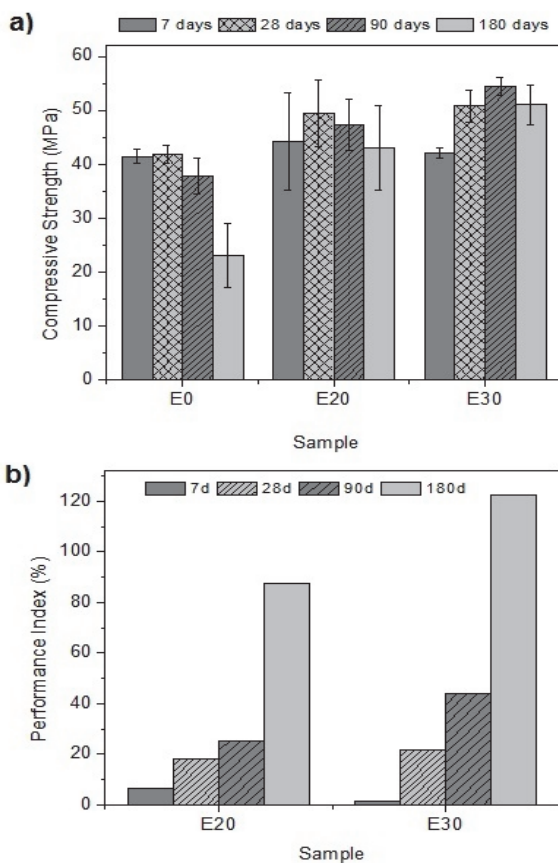 a)
7 days 28 days 90 days 180 days
Compressive Strength (MPa)
60
50
40
30
20
10
0
E0 E20 E30
Sample
b)
7d 28d 90d 180d
Performance Index (%)
120
100
80
60
40
20
0
E20 E30
Sample